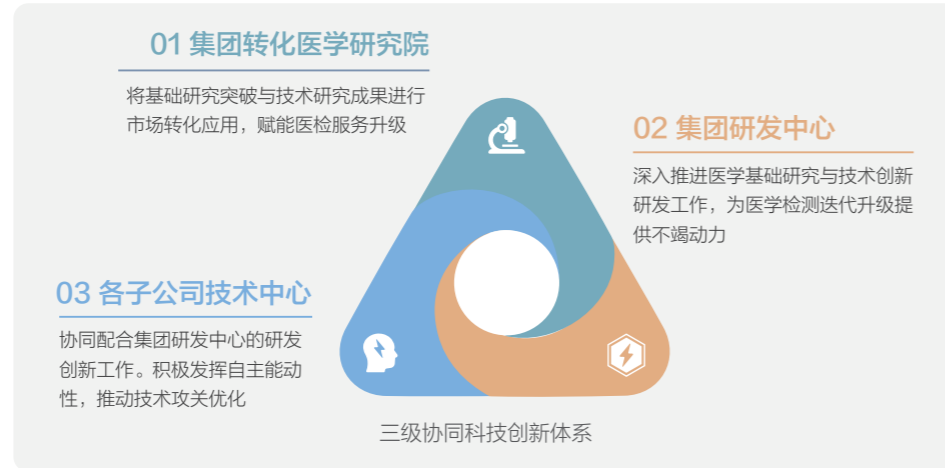 01 集团转化医学研究院
将基础研究突破与技术研究成果进行
市场转化应用，赋能医检服务升级
02 集团研发中心
深入推进医学基础研究与技术创新
研发工作，为医学检测迭代升级提
供不竭动力
03 各子公司技术中心
协同配合集团研发中心的研发
创新工作。积极发挥自主能动
性，推动技术攻关优化
三级协同科技创新体系